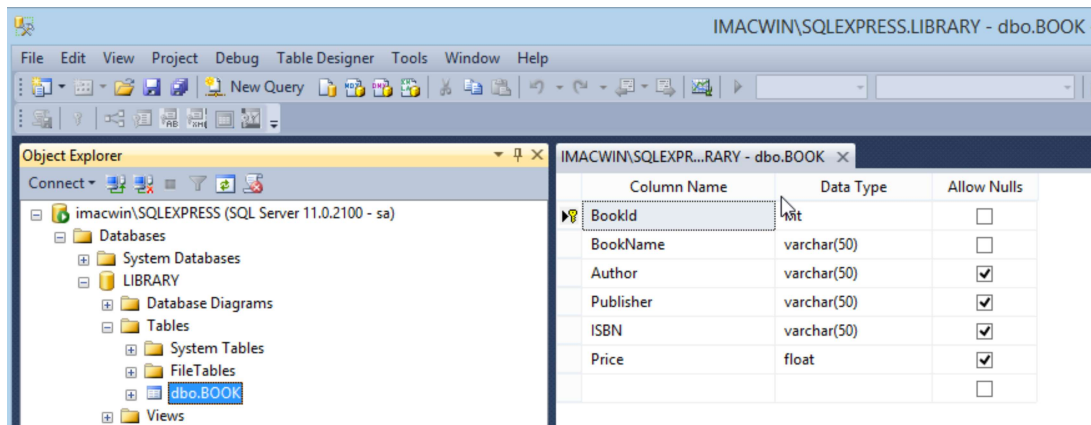 IMACWIN\SQLEXPRESS.LIBRARY - dbo.BOOK
File Edit View Project Debug Table Designer Tools Window Help
New Query
Object Explorer
Connect
imacwin\SQLEXPRESS (SQL Server 11.0.2100 - sa)
Databases
System Databases
LIBRARY
Database Diagrams
Tables
System Tables
FileTables
dbo.BOOK
Views
IMACWIN\SQLEXPR...RARY - dbo.BOOK
Column Name Data Type Allow Nulls
BookId int
BookName varchar(50)
Author varchar(50)
Publisher varchar(50)
ISBN varchar(50)
Price float